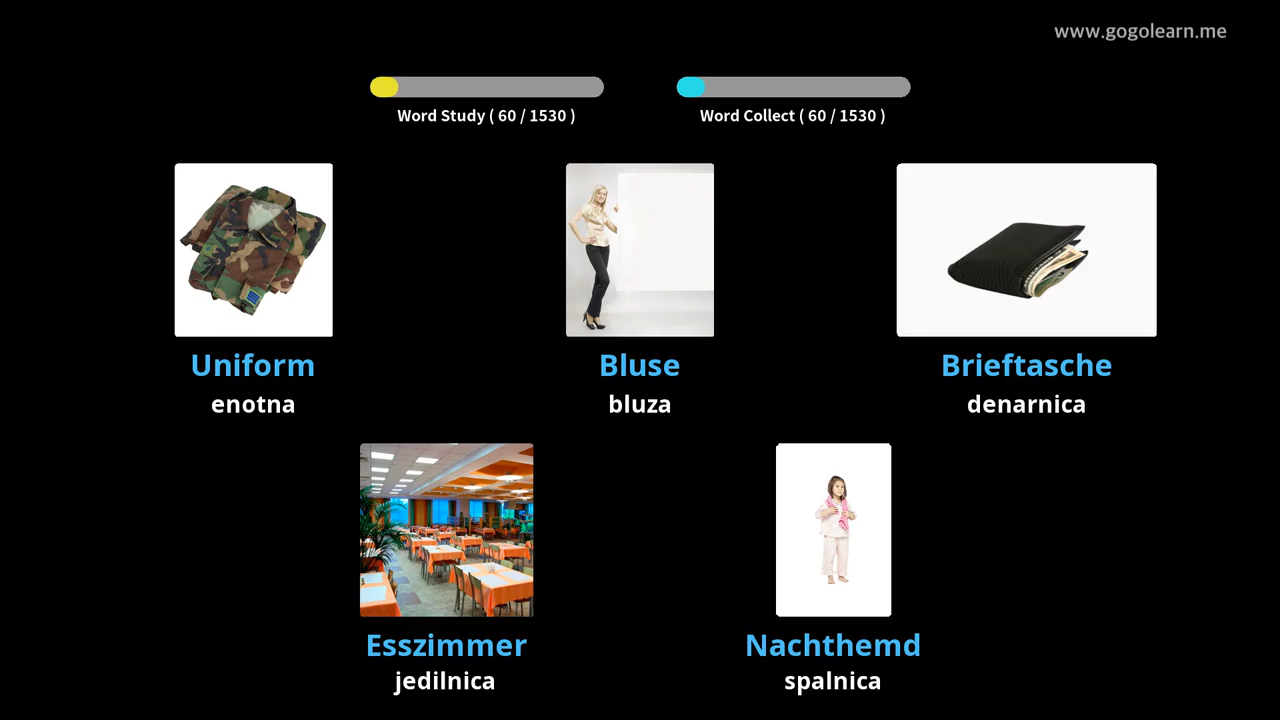 www.gogolearn.me
Word Study ( 60 / 1530 )
Word Collect ( 60 / 1530 )
Uniform
enotna
Bluse
bluza
Brieftasche
denarnica
Esszimmer
jedilnica
Nachthemd
spalnica